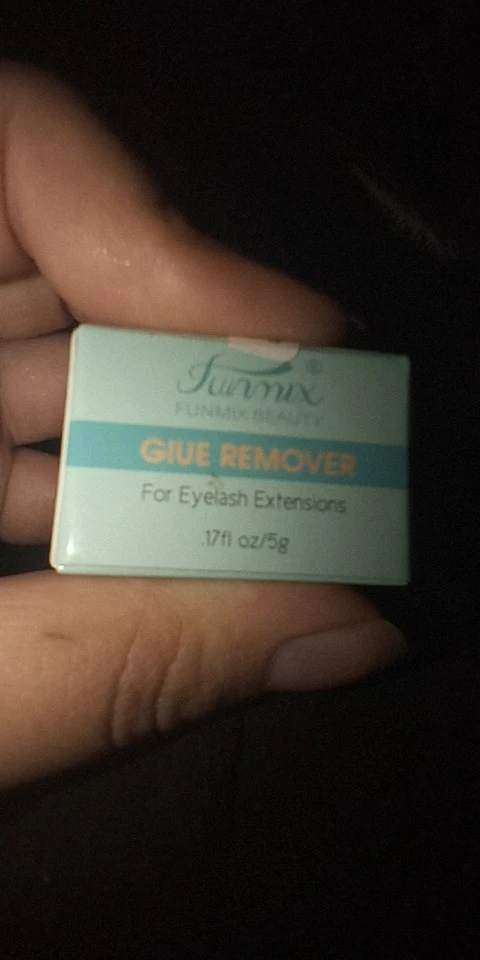 Funmix®
FUNMIX BEAUTY
GIUE REMOVER
For Eyelash Extensions
.17fl oz/5g